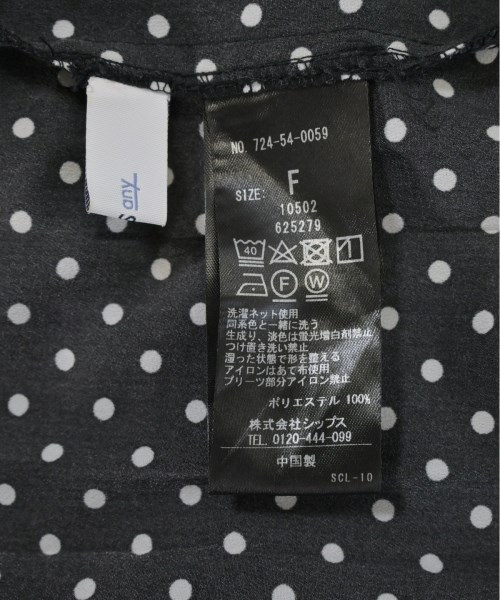 any
NO. 724-54-0059
SIZE: F
10502
625279
40
F W
洗濯ネット使用
同系色と一緒に洗う
生成り、淡色は蛍光増白剤禁止
つけ置き洗い禁止
湿った状態で形を整える
アイロンはあて布使用
プリーツ部分アイロン禁止
ポリエステル 100%
株式会社シップス
TEL. 0120-444-099
中国製
SCL-10